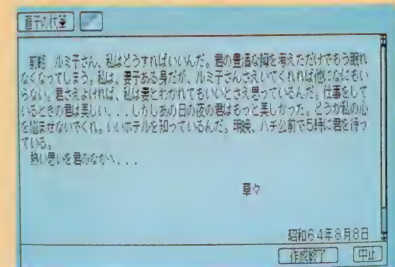 直子の代筆
前略 ルミ子さん、私はどうすればいいんだ。君の豊満な胸を考えただけでもう眠れ
なくなってしまう。私は、妻子ある身だが、ルミ子さんさえいてくれれば他になにもい
らない。君さえよければ、私は妻とわかれてもいいとさえ思っているんだ。仕事をして
いるときの君は美しい...しかしあの日の夜の君はもっと美しかった。どうか私の心
を悩ませないでくれ。いいホテルを知っているんだ。明晩、ハチ公前で5時に君を待っ
ている。
熱い思いを君のなかへ...
草々
昭和64年8月8日
作成終了 中止